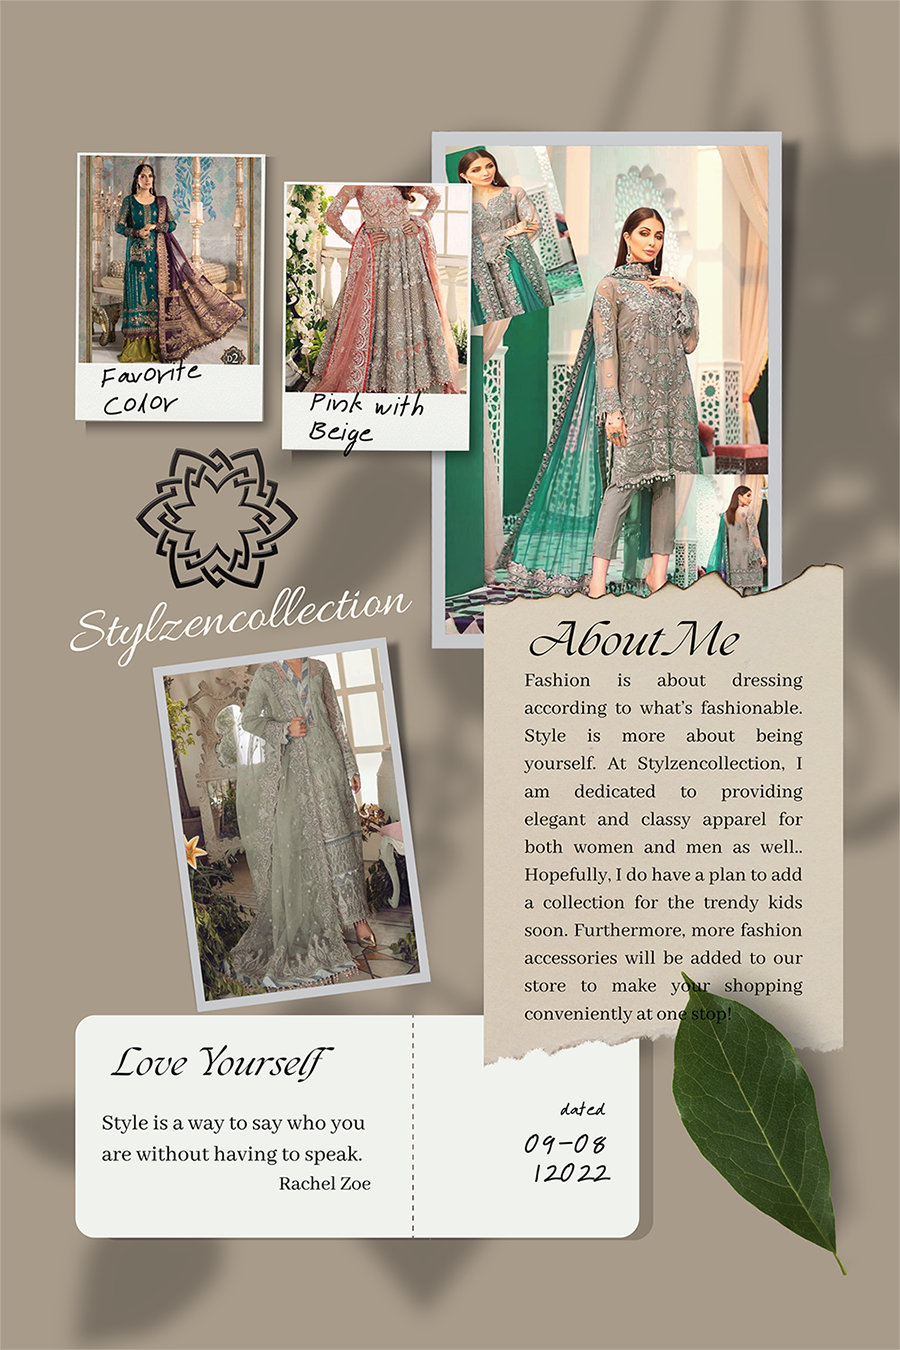 Favorite
Color
Pink with
Beige
02
Stylzencollection
About Me
Fashion is about dressing
according to what's fashionable.
Style is more about being
yourself. At Stylzencollection, I
am dedicated to providing
elegant and classy apparel for
both women and men as well..
Hopefully, I do have a plan to add
a collection for the trendy kids
soon. Furthermore, more fashion
accessories will be added to our
store to make your shopping
conveniently at one stop!
Love Yourself
Style is a way to say who you
are without having to speak.
Rachel Zoe
dated
09-08
12022